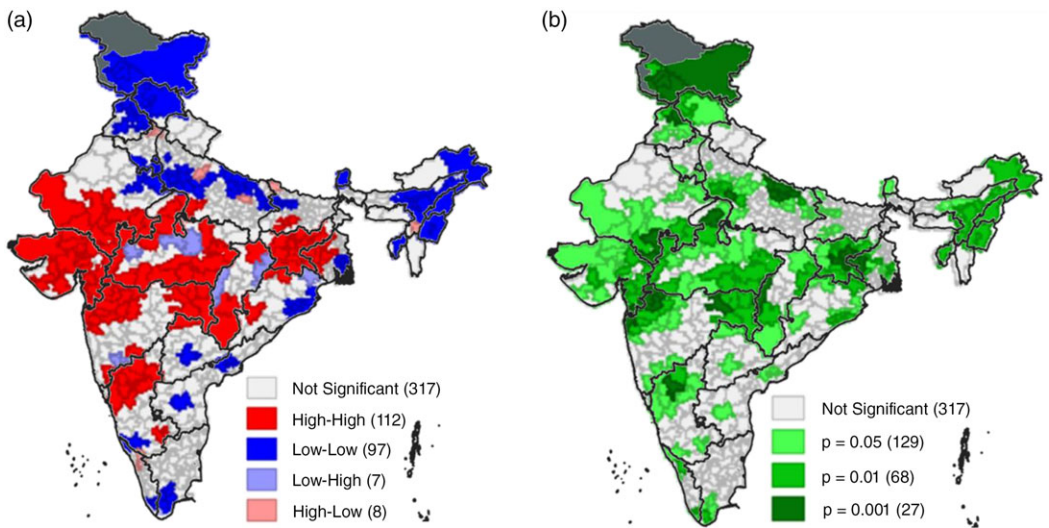 (a)
Not Significant (317)
High-High (112)
Low-Low (97)
Low-High (7)
High-Low (8)
(b)
Not Significant (317)
p = 0.05 (129)
p = 0.01 (68)
p = 0.001 (27)